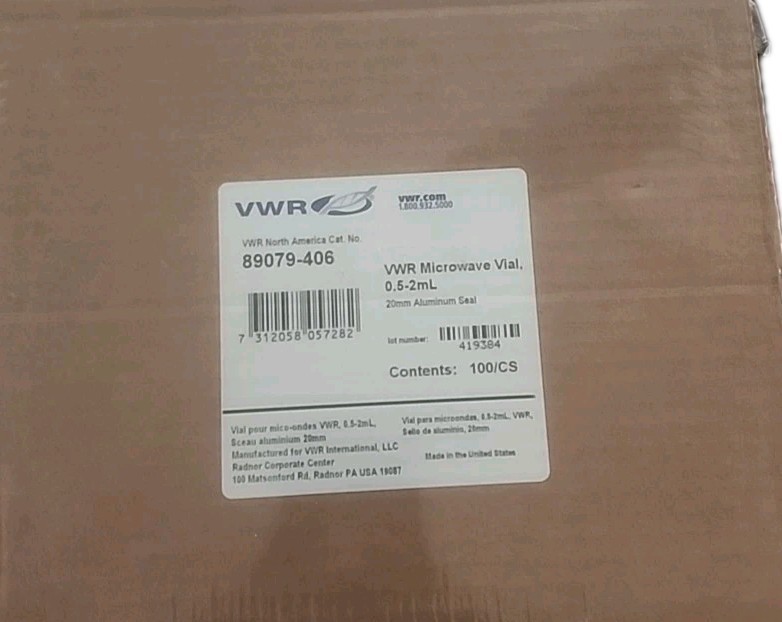 VWR
vwr.com
1.800.932.5000
VWR North America Cat. No.
89079-406
VWR Microwave Vial,
0.5-2mL
20mm Aluminum Seal
7 312058 057282
lot number:
419384
Contents: 100/CS
Vial pour mico-ondes VWR, 0.5-2mL,
Sceau aluminium 20mm
Manufactured for VWR International, LLC
Radner Corporate Center
100 Matsonford Rd, Radnor PA USA 19087
Vial para microondas, 0.5-2mL, VWR,
Sello de aluminio, 20mm
Made in the United States